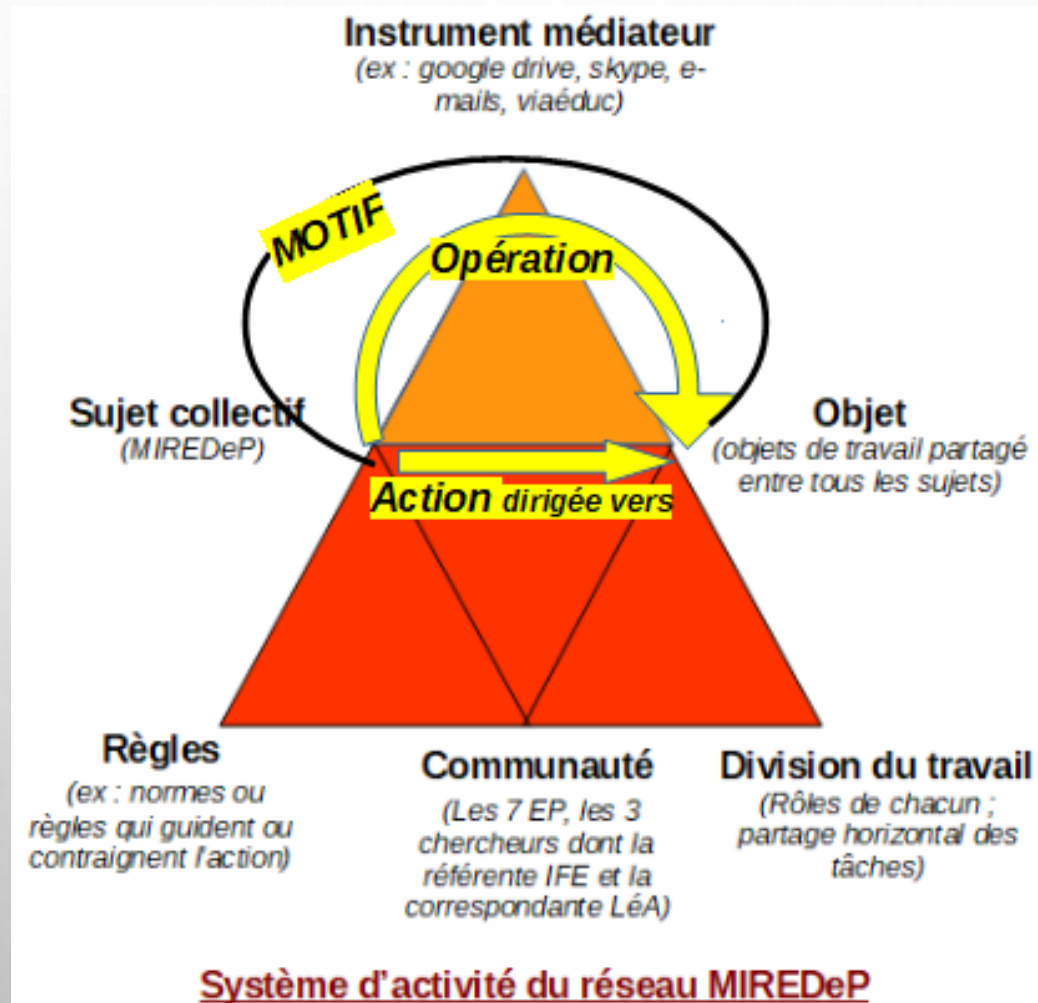 Instrument médiateur
(ex : google drive, skype, e-
mails, viaéduc)
MOTIF
Opération
Sujet collectif
(MIREDeP)
Objet
(objets de travail partagé
entre tous les sujets)
Action dirigée vers
Règles
(ex : normes ou
règles qui guident ou
contraignent l'action)
Communauté
(Les 7 EP, les 3
chercheurs dont la
référente IFE et la
correspondante LéA)
Division du travail
(Rôles de chacun ;
partage horizontal des
tâches)
Système d'activité du réseau MIREDeP